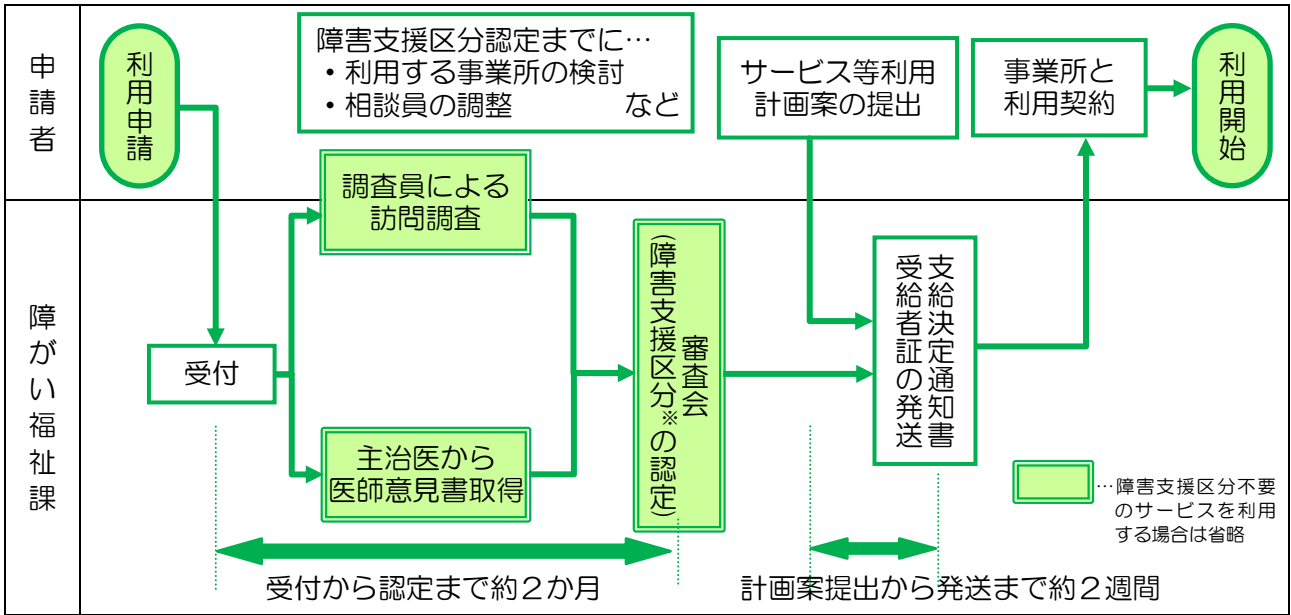 申請者
利用申請
障害支援区分認定までに…
・利用する事業所の検討
・相談員の調整　　　など
サービス等利用
計画案の提出
事業所と
利用契約
利用開始
障がい福祉課
調査員による
訪問調査
受付
主治医から
医師意見書取得
審査会
(障害支援区分※の認定)
支給決定通知書
受給者証の発送
…障害支援区分不要
のサービスを利用
する場合は省略
受付から認定まで約２か月
計画案提出から発送まで約２週間